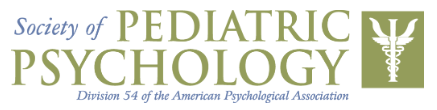 Society of PEDIATRIC
PSYCHOLOGY
Division 54 of the American Psychological Association